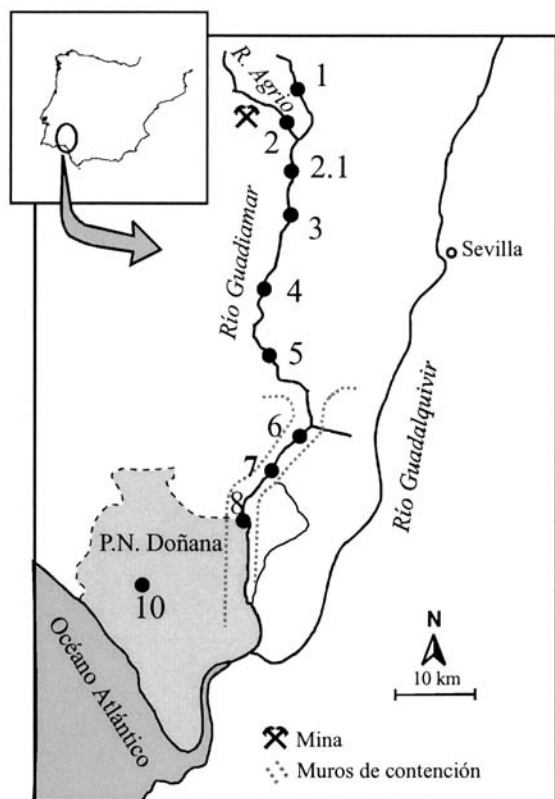 R. Agrio
1
2
2.1
3
Río Guadiamar
Sevilla
4
5
Río Guadalquivir
6
7
8
P.N. Doñana
10
Océano Atlántico
N
10 km
Mina
Muros de contención